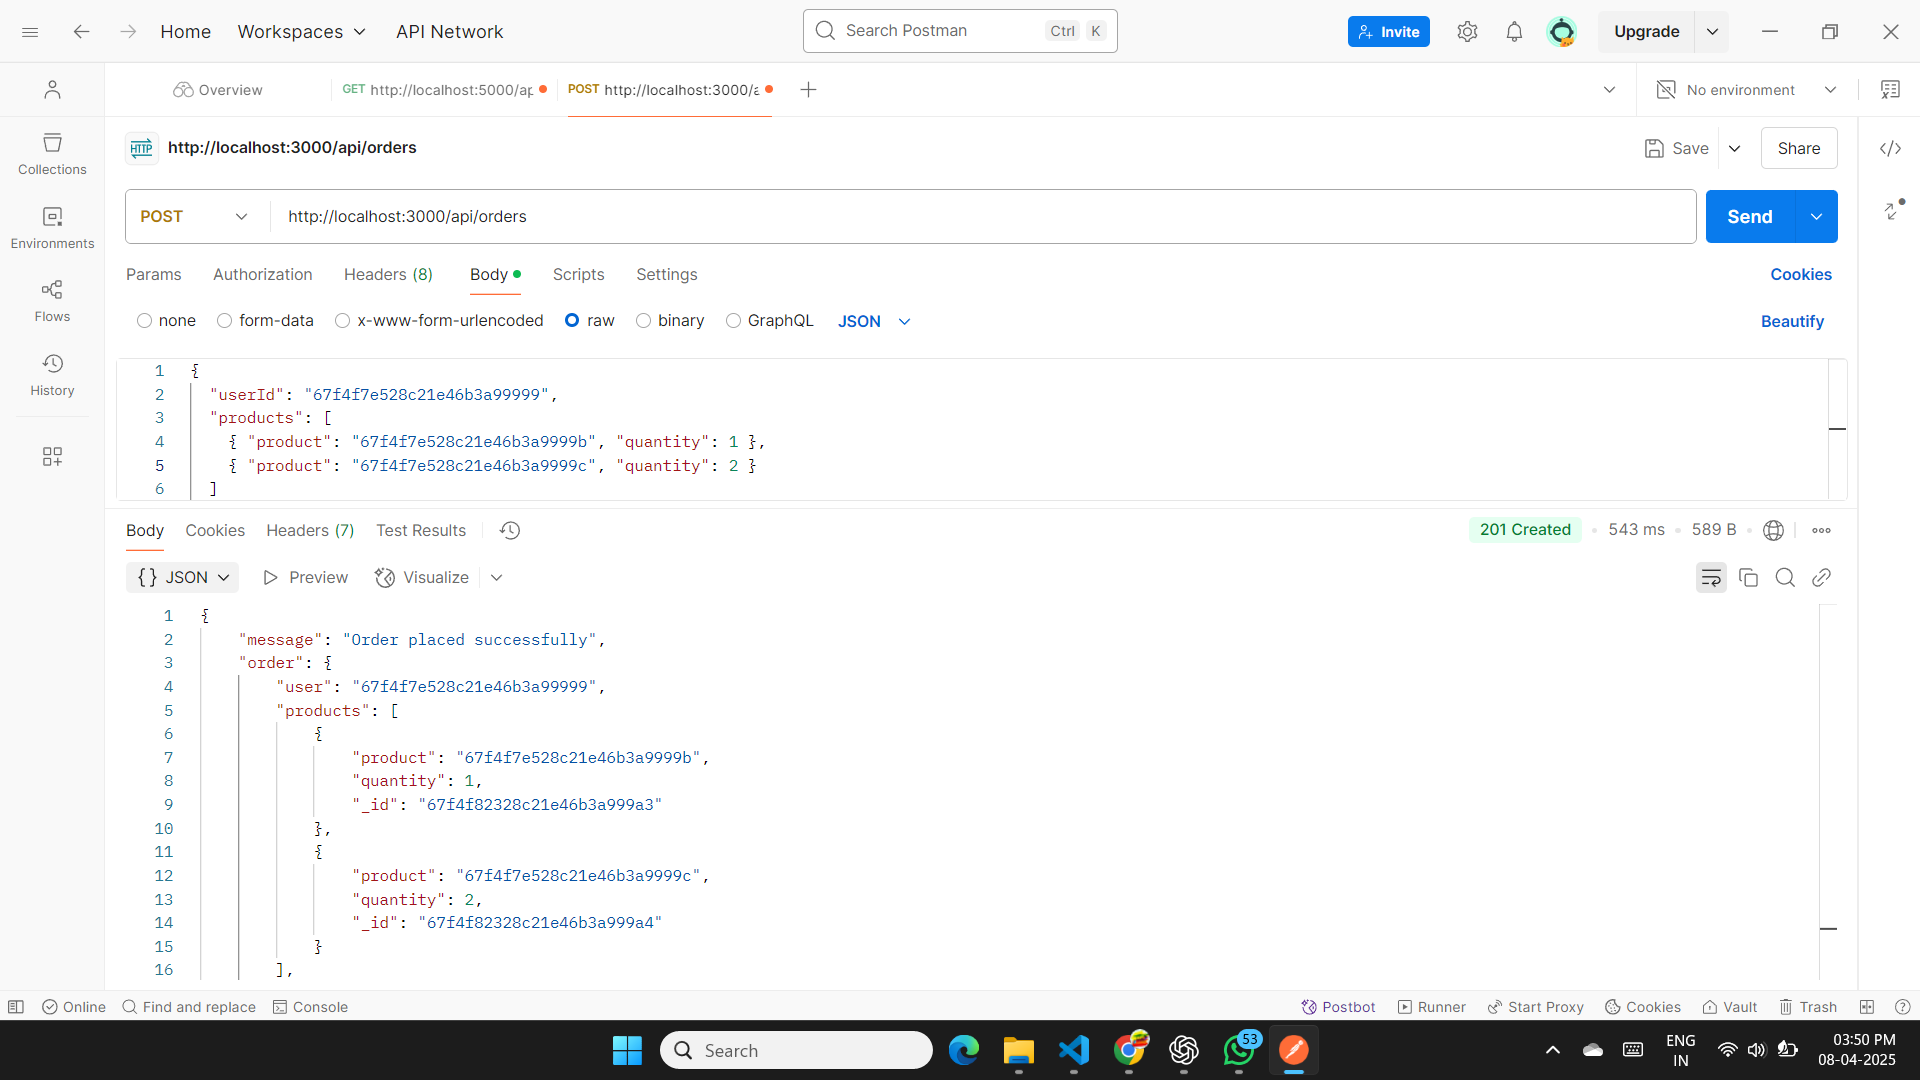 Home
Workspaces
API Network
Search Postman
Ctrl
K
Invite
Upgrade
Overview
GET http://localhost:5000/ap
POST http://localhost:3000/a
No environment
Collections
Environments
Flows
History
HTTP
http://localhost:3000/api/orders
Save
Share
POST
http://localhost:3000/api/orders
Send
Params
Authorization
Headers (8)
Body
Scripts
Settings
Cookies
none
form-data
x-www-form-urlencoded
raw
binary
GraphQL
JSON
Beautify
1 {
2 "userId": "67f4f7e528c21e46b3a99999",
3 "products": [
4 { "product": "67f4f7e528c21e46b3a9999b", "quantity": 1 },
5 { "product": "67f4f7e528c21e46b3a9999c", "quantity": 2 }
6 ]
Body
Cookies
Headers (7)
Test Results
201 Created
543 ms
589 B
{} JSON
Preview
Visualize
1 {
2 "message": "Order placed successfully",
3 "order": {
4 "user": "67f4f7e528c21e46b3a99999",
5 "products": [
6 {
7 "product": "67f4f7e528c21e46b3a9999b",
8 "quantity": 1,
9 "_id": "67f4f82328c21e46b3a999a3"
10 },
11 {
12 "product": "67f4f7e528c21e46b3a9999c",
13 "quantity": 2,
14 "_id": "67f4f82328c21e46b3a999a4"
15 }
16 ],
Online
Find and replace
Console
Postbot
Runner
Start Proxy
Cookies
Vault
Trash
Search
53
ENG
IN
03:50 PM
08-04-2025